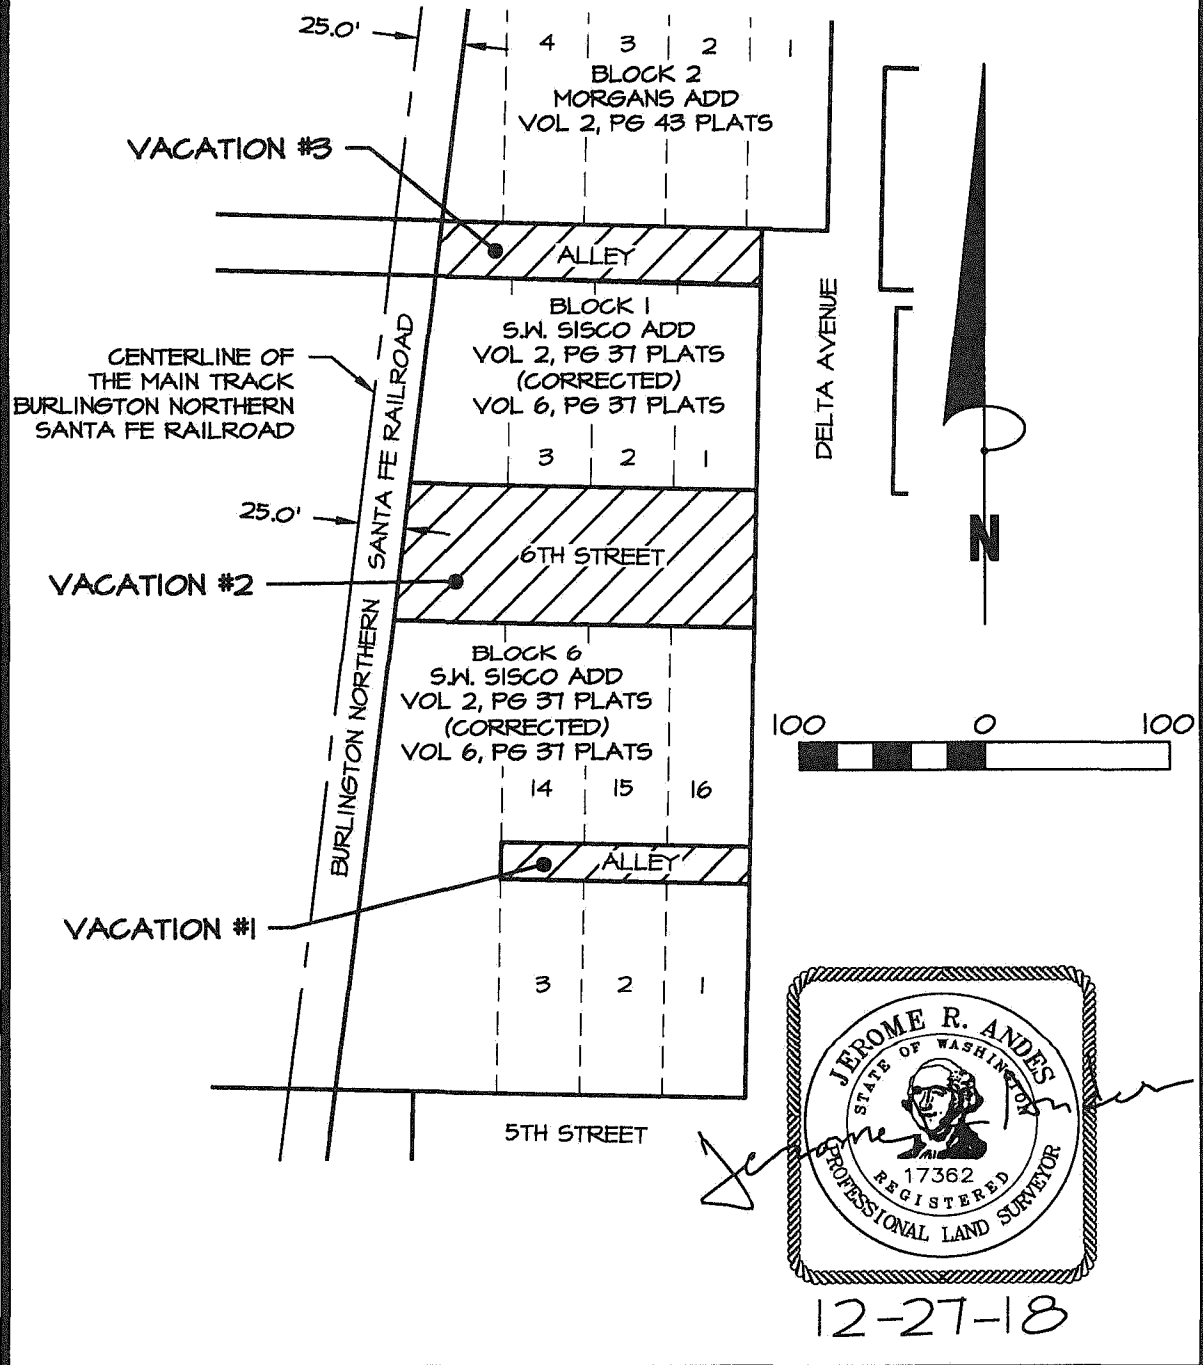 25.0'
4 3 2 1
BLOCK 2
MORGANS ADD
VOL 2, PG 43 PLATS
VACATION #3
ALLEY
BLOCK 1
S.W. SISCO ADD
VOL 2, PG 37 PLATS
(CORRECTED)
VOL 6, PG 37 PLATS
3 2 1
CENTERLINE OF
THE MAIN TRACK
BURLINGTON NORTHERN
SANTA FE RAILROAD
DELTA AVENUE
BURLINGTON NORTHERN SANTA FE RAILROAD
25.0'
6TH STREET
VACATION #2
N
BLOCK 6
S.W. SISCO ADD
VOL 2, PG 37 PLATS
(CORRECTED)
VOL 6, PG 37 PLATS
14 15 16
100 0 100
ALLEY
VACATION #1
3 2 1
5TH STREET
JEROME R. ANDES
STATE OF WASHINGTON
17362
REGISTERED
PROFESSIONAL LAND SURVEYOR
Jerome Andes
12-27-18